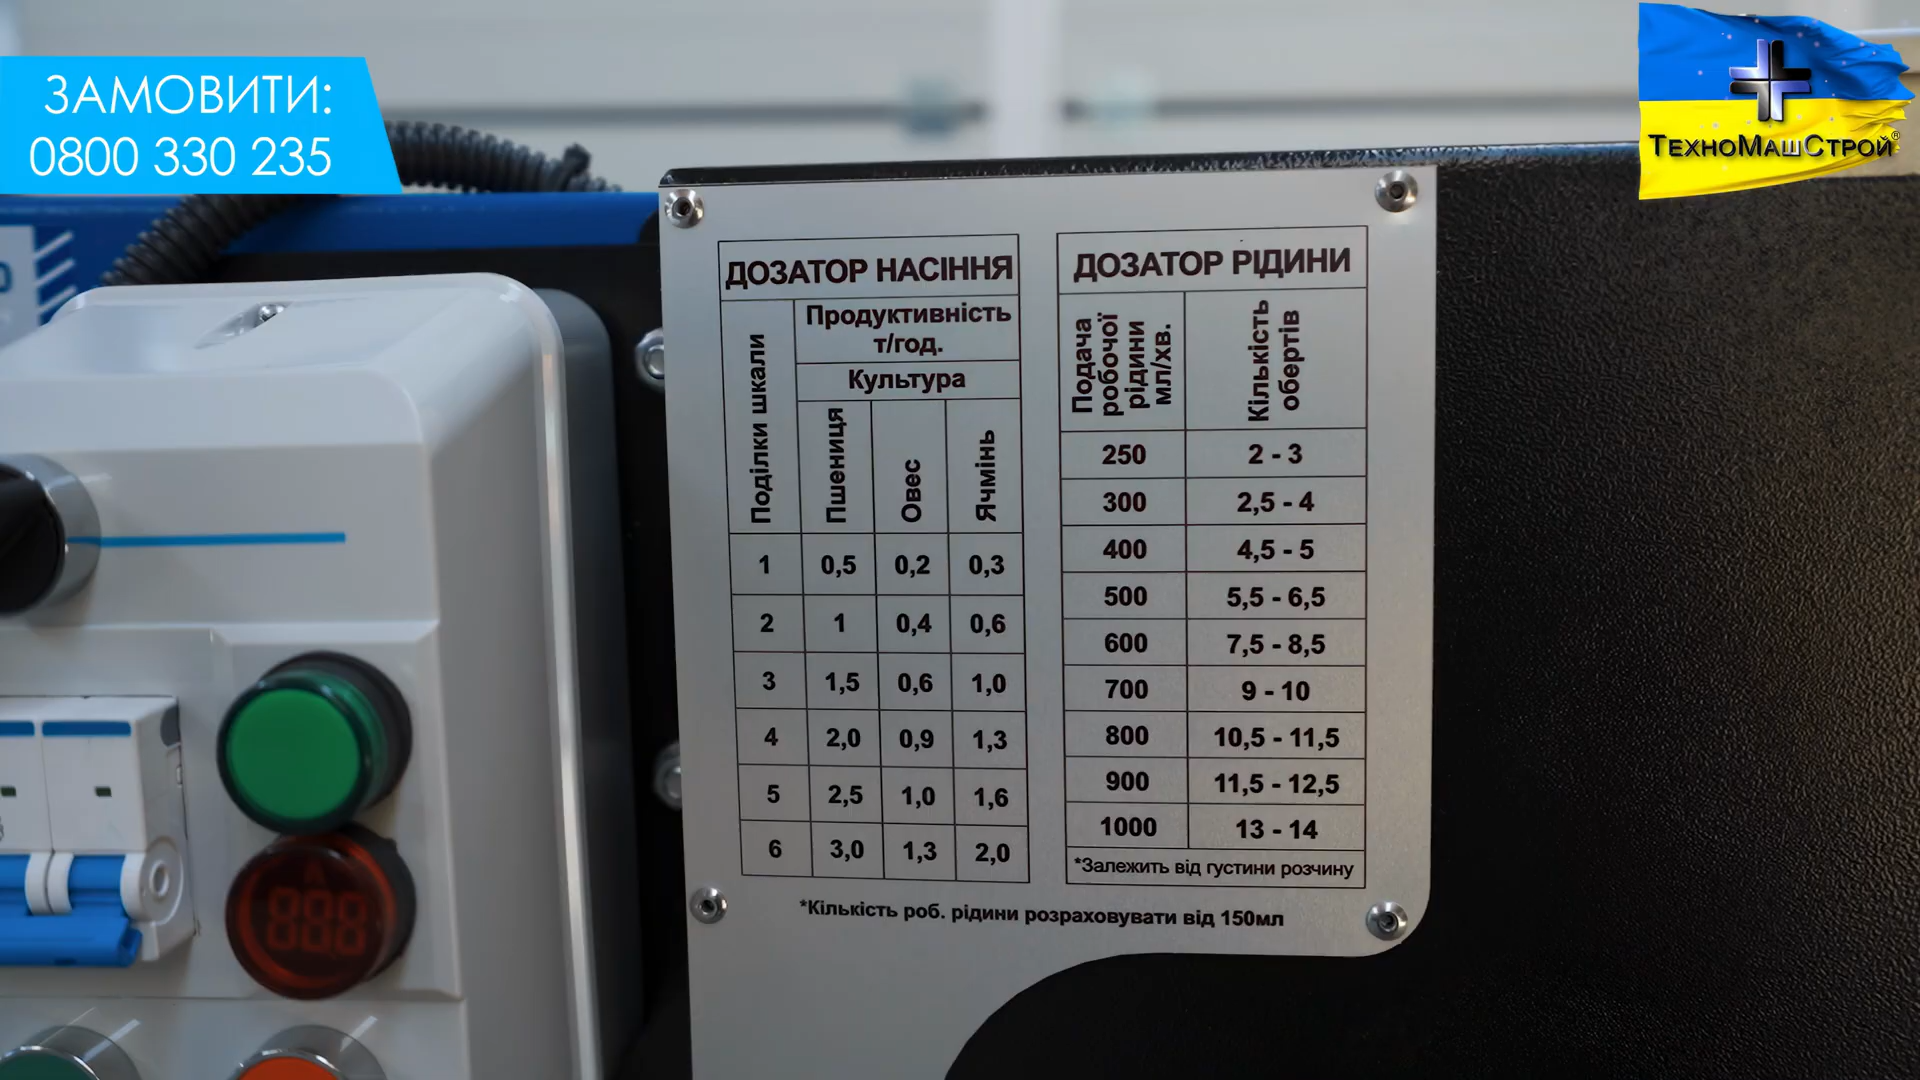 ЗАМОВИТИ:
0800 330 235
ТехноМашСтрой®
ДОЗАТОР НАСІННЯ
Поділки шкали
Продуктивність
т/год.
Культура
Пшениця
Овес
Ячмінь
1 0,5 0,2 0,3
2 1 0,4 0,6
3 1,5 0,6 1,0
4 2,0 0,9 1,3
5 2,5 1,0 1,6
6 3,0 1,3 2,0
ДОЗАТОР РІДИНИ
Подача
робочої
рідини
мл/хв.
Кількість
обертів
250 2 - 3
300 2,5 - 4
400 4,5 - 5
500 5,5 - 6,5
600 7,5 - 8,5
700 9 - 10
800 10,5 - 11,5
900 11,5 - 12,5
1000 13 - 14
*Залежить від густини розчину
*Кількість роб. рідини розраховувати від 150мл
A
888